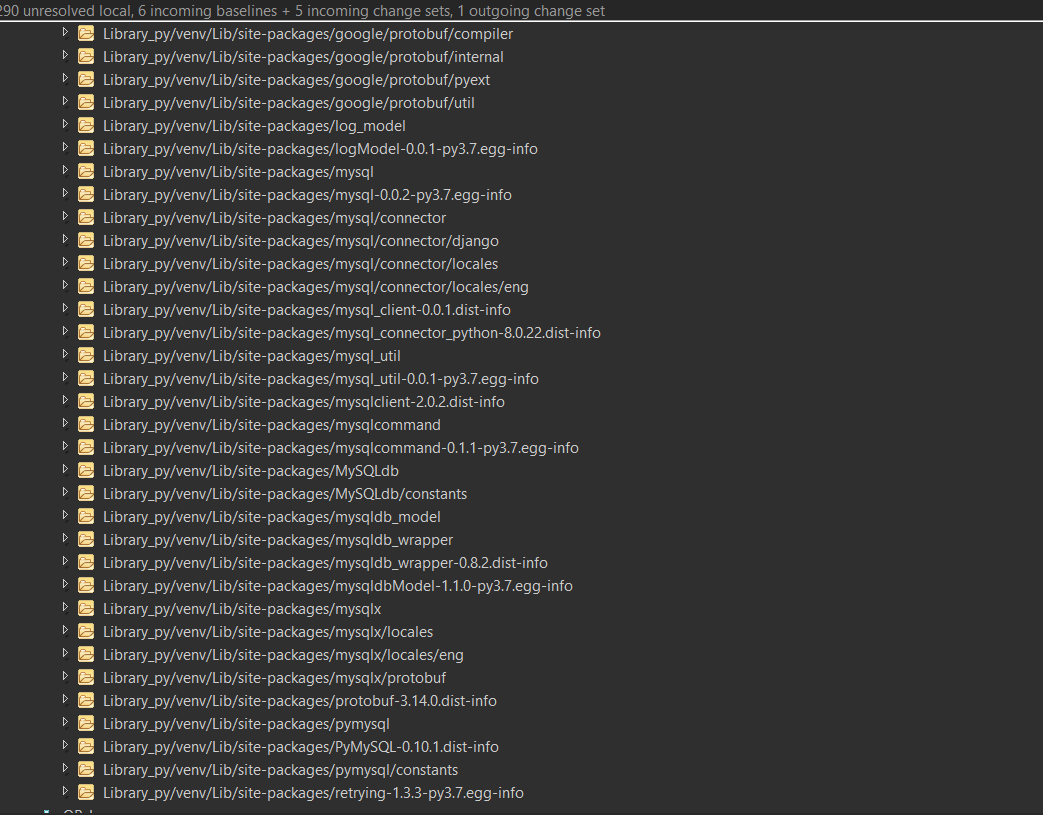 290 unresolved local, 6 incoming baselines + 5 incoming change sets, 1 outgoing change set
Library_py/venv/Lib/site-packages/google/protobuf/compiler
Library_py/venv/Lib/site-packages/google/protobuf/internal
Library_py/venv/Lib/site-packages/google/protobuf/pyext
Library_py/venv/Lib/site-packages/google/protobuf/util
Library_py/venv/Lib/site-packages/log_model
Library_py/venv/Lib/site-packages/logModel-0.0.1-py3.7.egg-info
Library_py/venv/Lib/site-packages/mysql
Library_py/venv/Lib/site-packages/mysql-0.0.2-py3.7.egg-info
Library_py/venv/Lib/site-packages/mysql/connector
Library_py/venv/Lib/site-packages/mysql/connector/django
Library_py/venv/Lib/site-packages/mysql/connector/locales
Library_py/venv/Lib/site-packages/mysql/connector/locales/eng
Library_py/venv/Lib/site-packages/mysql_client-0.0.1.dist-info
Library_py/venv/Lib/site-packages/mysql_connector_python-8.0.22.dist-info
Library_py/venv/Lib/site-packages/mysql_util
Library_py/venv/Lib/site-packages/mysql_util-0.0.1-py3.7.egg-info
Library_py/venv/Lib/site-packages/mysqlclient-2.0.2.dist-info
Library_py/venv/Lib/site-packages/mysqlcommand
Library_py/venv/Lib/site-packages/mysqlcommand-0.1.1-py3.7.egg-info
Library_py/venv/Lib/site-packages/MySQLdb
Library_py/venv/Lib/site-packages/MySQLdb/constants
Library_py/venv/Lib/site-packages/mysqldb_model
Library_py/venv/Lib/site-packages/mysqldb_wrapper
Library_py/venv/Lib/site-packages/mysqldb_wrapper-0.8.2.dist-info
Library_py/venv/Lib/site-packages/mysqldbModel-1.1.0-py3.7.egg-info
Library_py/venv/Lib/site-packages/mysqlx
Library_py/venv/Lib/site-packages/mysqlx/locales
Library_py/venv/Lib/site-packages/mysqlx/locales/eng
Library_py/venv/Lib/site-packages/mysqlx/protobuf
Library_py/venv/Lib/site-packages/protobuf-3.14.0.dist-info
Library_py/venv/Lib/site-packages/pymysql
Library_py/venv/Lib/site-packages/PyMySQL-0.10.1.dist-info
Library_py/venv/Lib/site-packages/pymysql/constants
Library_py/venv/Lib/site-packages/retrying-1.3.3-py3.7.egg-info